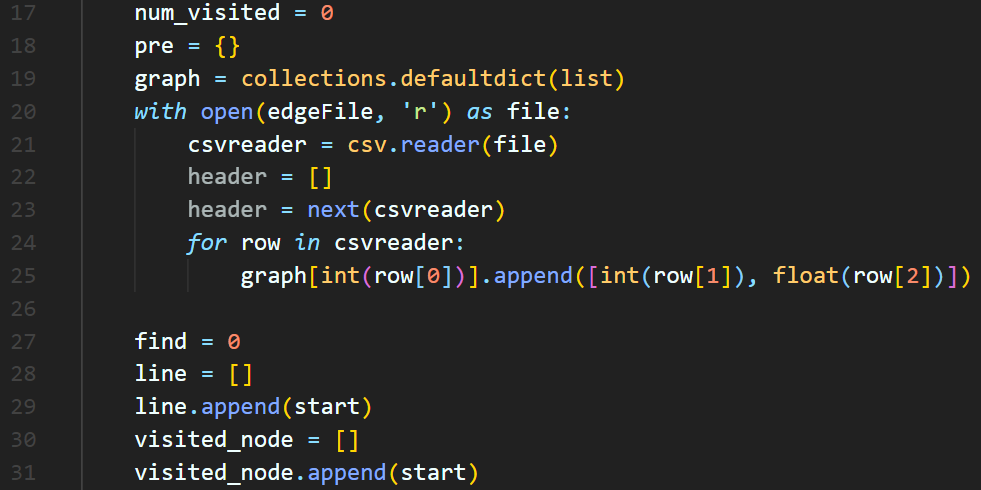 17 num_visited = 0
18 pre = {}
19 graph = collections.defaultdict(list)
20 with open(edgeFile, 'r') as file:
21 csvreader = csv.reader(file)
22 header = []
23 header = next(csvreader)
24 for row in csvreader:
25 graph[int(row[0])].append([int(row[1]), float(row[2])])
26
27 find = 0
28 line = []
29 line.append(start)
30 visited_node = []
31 visited_node.append(start)